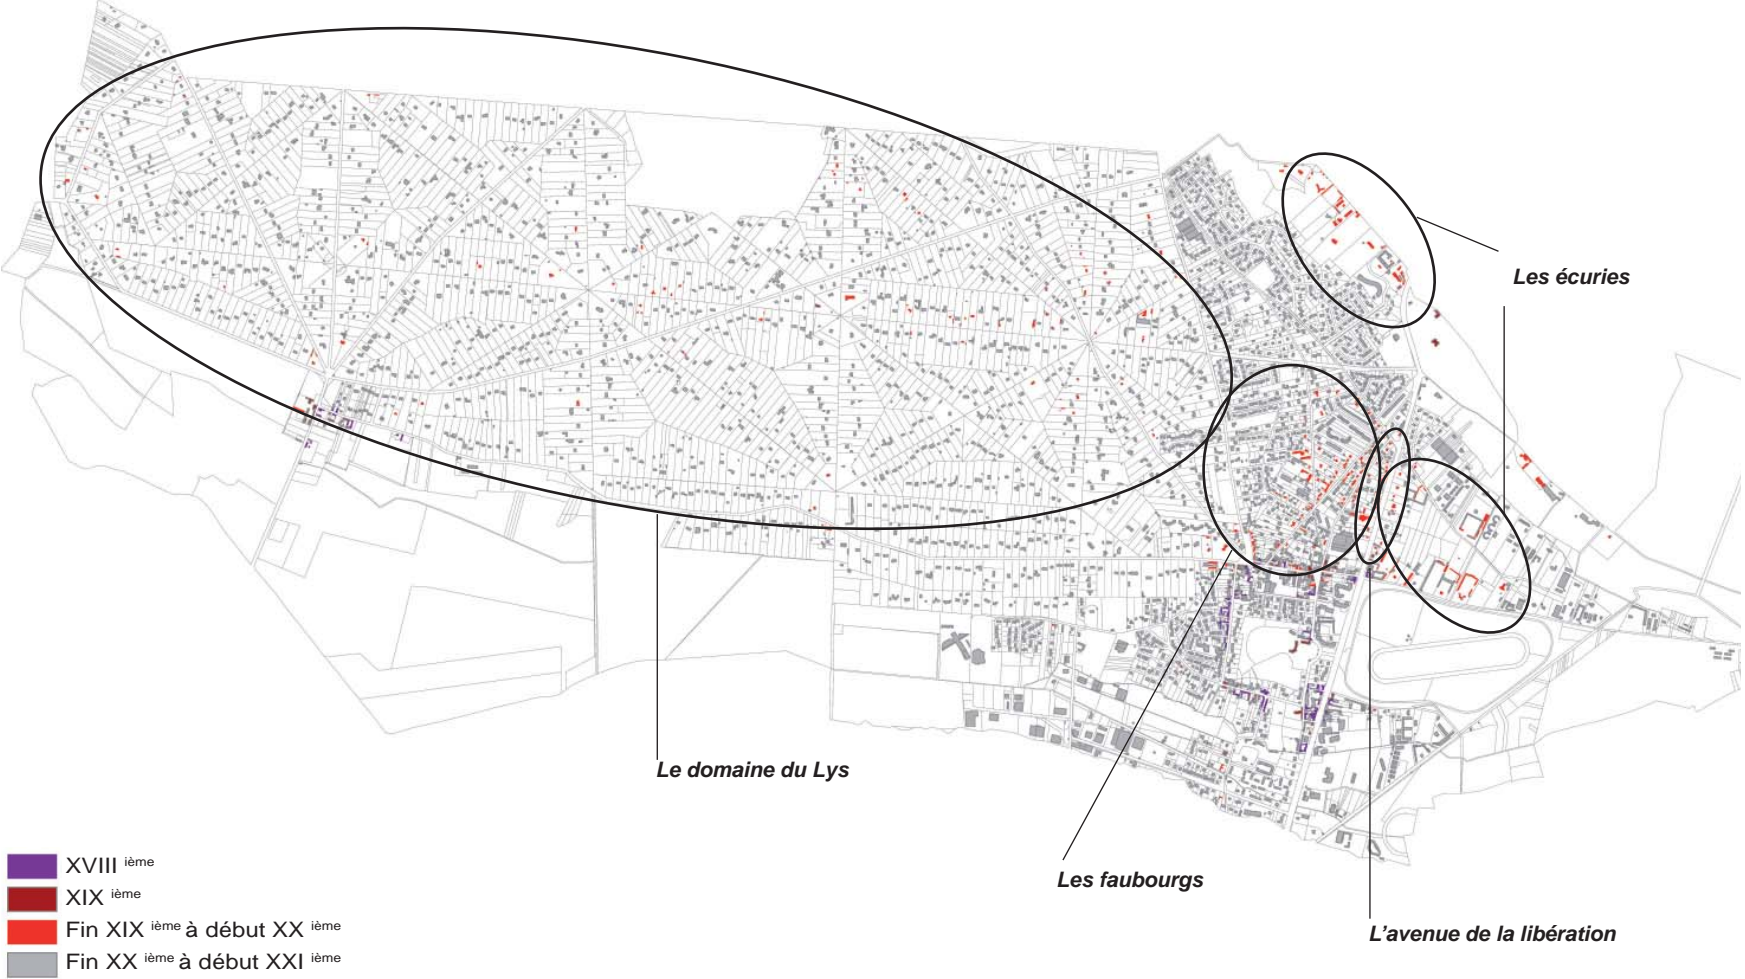 Les écuries
Le domaine du Lys
Les faubourgs
L'avenue de la libération
XVIII ième
XIX ième
Fin XIX ième à début XX ième
Fin XX ième à début XXI ième